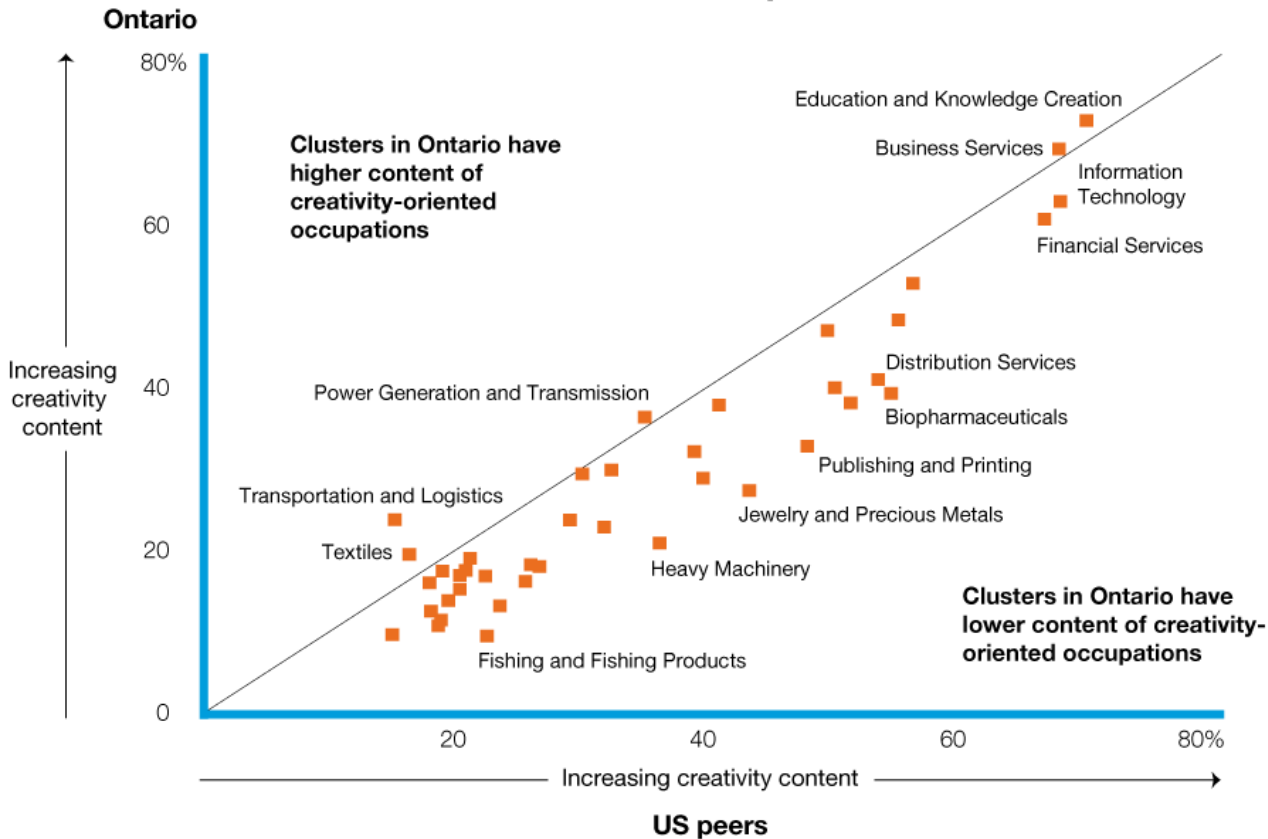 Ontario
80%
Education and Knowledge Creation
Clusters in Ontario have
higher content of
creativity-oriented
occupations
Business Services
Information
Technology
60
Financial Services
Increasing
creativity
content
Distribution Services
40
Power Generation and Transmission
Biopharmaceuticals
Publishing and Printing
Transportation and Logistics
Jewelry and Precious Metals
20
Textiles
Heavy Machinery
Clusters in Ontario have
lower content of creativity-
oriented occupations
Fishing and Fishing Products
0
20
40
60
80%
Increasing creativity content
US peers